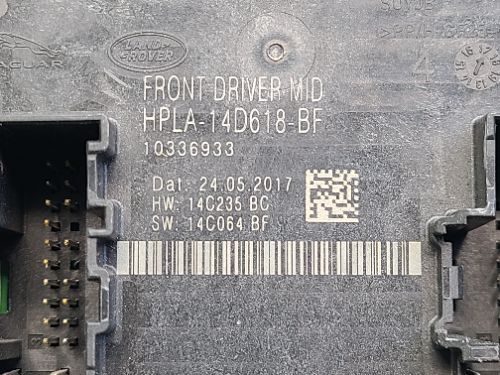 JAGUAR
LAND-
ROVER
FRONT DRIVER MID
HPLA-14D618-BF
10336933
Dat: 24.05.2017
HW: 14C235 BC
SW: 14C064 BF
4